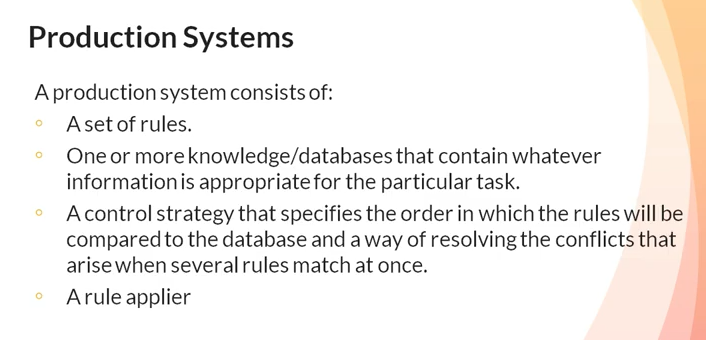 Production Systems
A production system consists of:
A set of rules.
One or more knowledge/databases that contain whatever
information is appropriate for the particular task.
A control strategy that specifies the order in which the rules will be
compared to the database and a way of resolving the conflicts that
arise when several rules match at once.
A rule applier